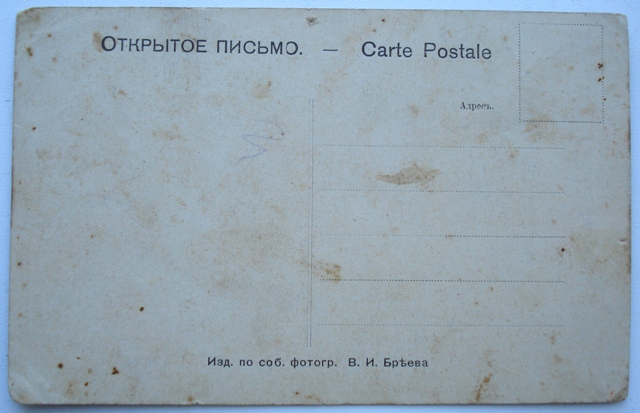 Открытое письмо. — Carte Postale
Адресъ.
Изд. по соб. фотогр. В. И. Брѣева